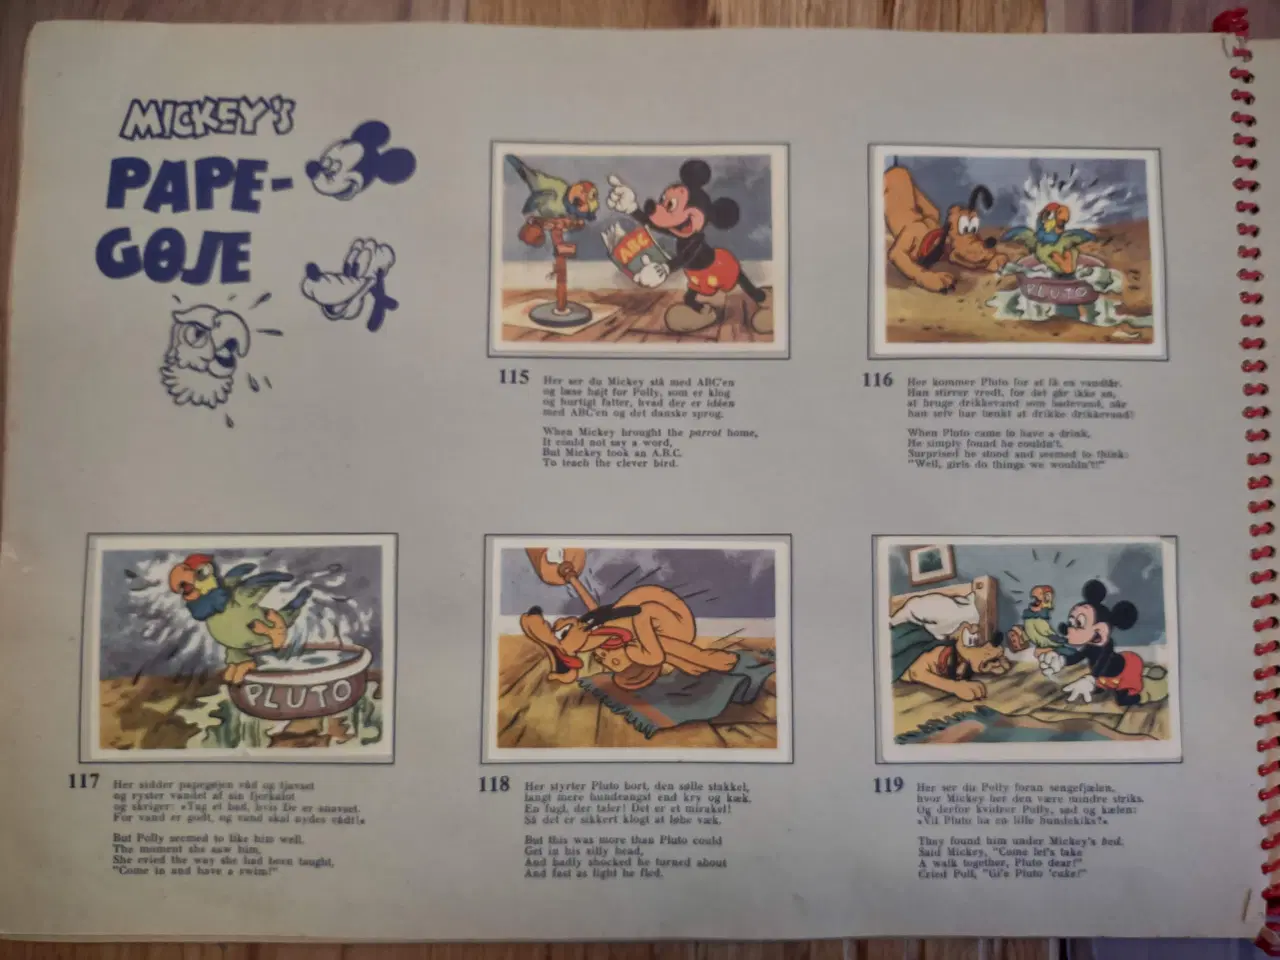 MICKEY'S
PAPE-
GØJE
ABC
PLUTO
115
Her ser du Mickey stå med ABC'en
og læse højt for Polly, som er klog
og hurtigt fatter, hvad der er idéen
med ABC'en og det danske sprog.
When Mickey brought the parrot home,
It could not say a word,
But Mickey took an A.B.C.
To teach the clever bird.
116
Her kommer Pluto for at få en vandtår.
Han stirrer vredt, for det går ikke an,
at bruge drikkevand som badevand, når
han selv har tænkt at drikke drikkevand!
When Pluto came to have a drink,
He simply found he couldn't.
Surprised he stood and seemed to think:
"Well, girls do things we wouldn't!"
PLUTO
117
Her sidder papegøjen våd og tjavset
og ryster vandet af sin fjerkalot
og skriger: »Tag et bad, hvis De er snavset.
For vand er godt, og vand skal nydes vådt!«
But Polly seemed to like him well.
The moment she saw him,
She cried the way she had been taught,
"Come in and have a swim!"
118
Her styrter Pluto bort, den sølle stakkel,
langt mere hundeangst end kry og kæk.
En fugl, der taler! Det er et mirakel!
Så det er sikkert klogt at løbe væk.
But this was more than Pluto could
Get in his silly head,
And badly shocked he turned about
And fast as light he fled.
119
Her ser du Polly foran sengefjælen,
hvor Mickey ber den være mindre striks.
Og derfor kvidrer Polly, sød og kælen:
»Vil Pluto ha en lille hundekiks?«
They found him under Mickey's bed.
Said Mickey, "Come let's take
A walk together, Pluto dear!"
Cried Poll, "Gi'e Pluto 'cake!"